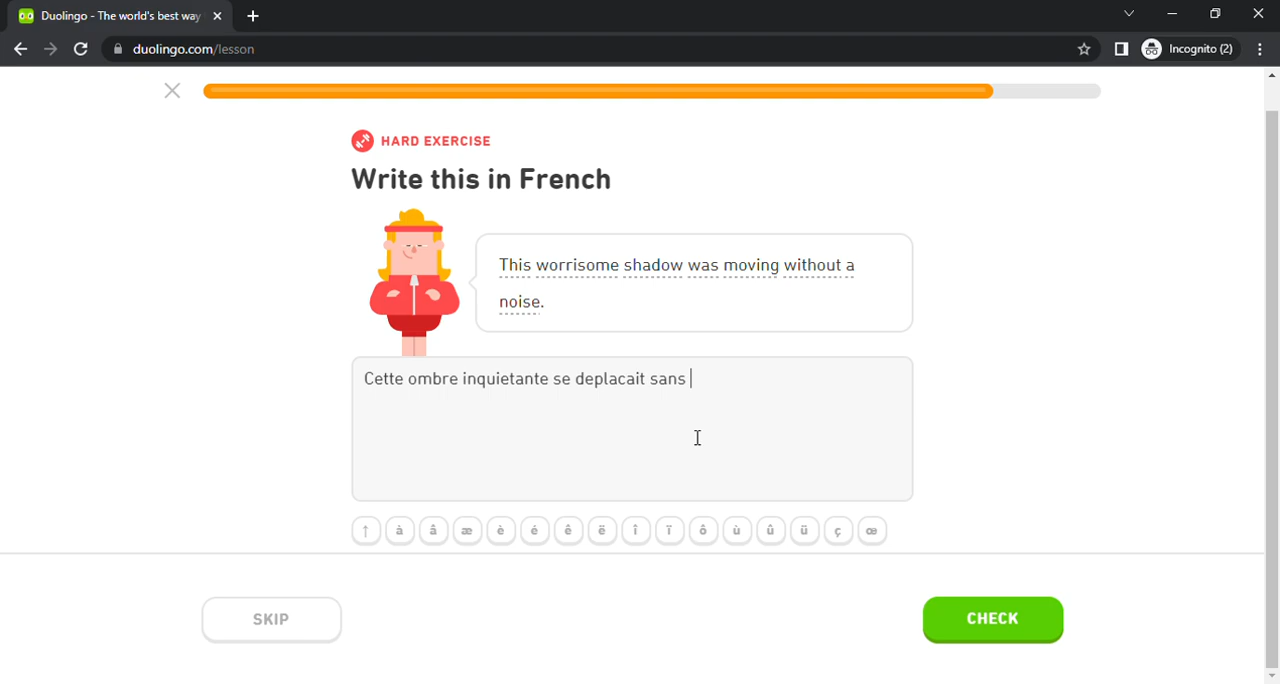 Duolingo - The world's best way
duolingo.com/lesson
Incognito (2)
HARD EXERCISE
Write this in French
This worrisome shadow was moving without a
noise.
Cette ombre inquietante se deplacait sans
↑ à â æ è é ê ë î ï ô ù û ü ç œ
SKIP
CHECK